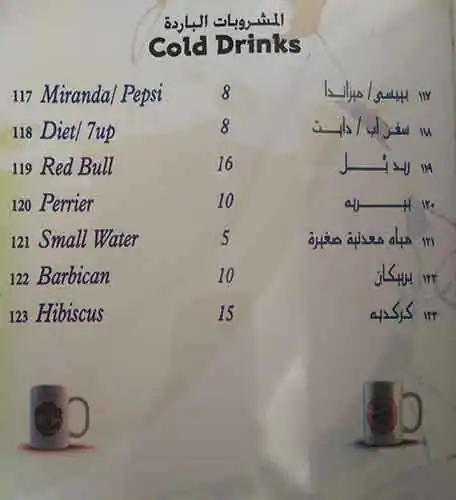 المشروبات الباردة
Cold Drinks
117 Miranda/ Pepsi 8 بيبسي / ميراندا ١١٧
118 Diet/ 7up 8 سفن اب / دايت ١١٨
119 Red Bull 16 ريد بُل ١١٩
120 Perrier 10 بيريه ١٢٠
121 Small Water 5 مياه معدنية صغيرة ١٢١
122 Barbican 10 بربيكان ١٢٢
123 Hibiscus 15 كركديه ١٢٣